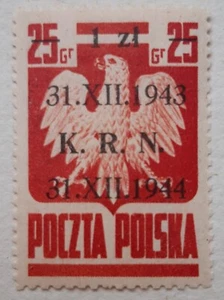 25 Gr 1 zł 25 Gr
31.XII.1943
K. R. N.
31.XII.1944
POCZTA POLSKA